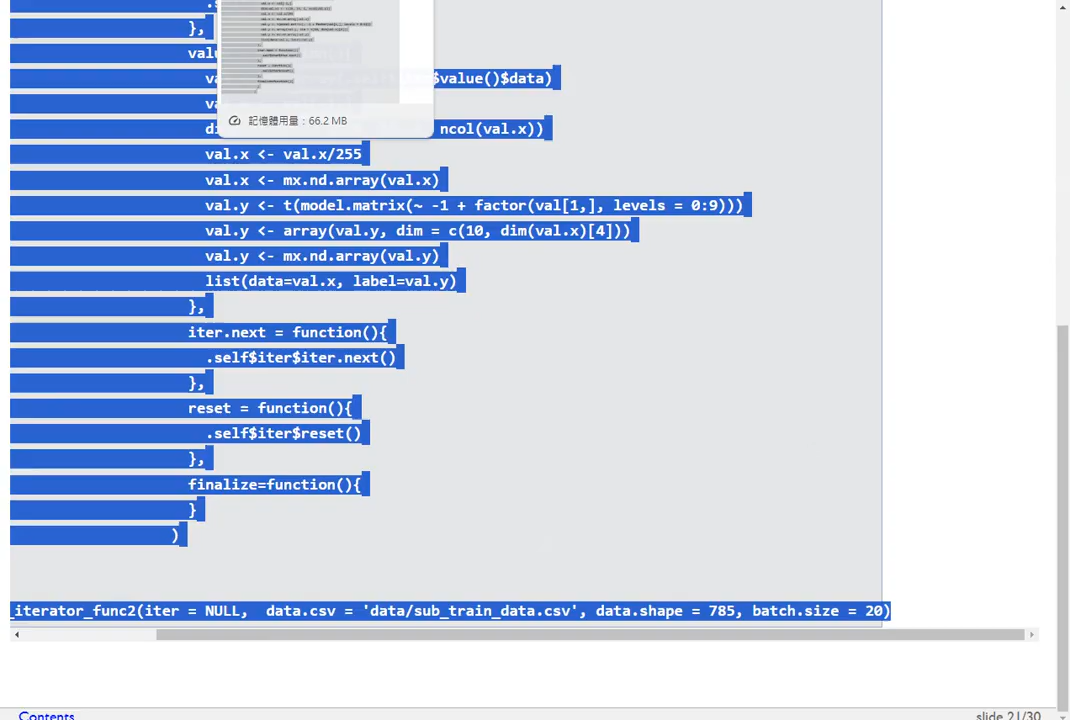 },
val
va $value()$data)
va
di ncol(val.x))
記憶體用量：66.2 MB
val.x <- val.x/255
val.x <- mx.nd.array(val.x)
val.y <- t(model.matrix(~ -1 + factor(val[1,], levels = 0:9)))
val.y <- array(val.y, dim = c(10, dim(val.x)[4]))
val.y <- mx.nd.array(val.y)
list(data=val.x, label=val.y)
},
iter.next = function(){
.self$iter$iter.next()
},
reset = function(){
.self$iter$reset()
},
finalize=function(){
}
)
_iterator_func2(iter = NULL,  data.csv = 'data/sub_train_data.csv', data.shape = 785, batch.size = 20)
Contents
slide 21/30